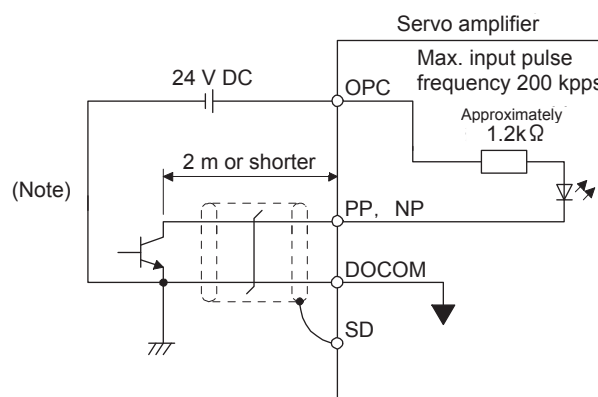 Servo amplifier
Max. input pulse
frequency 200 kpps
24 V DC
OPC
Approximately
1.2kΩ
2 m or shorter
(Note)
PP, NP
DOCOM
SD